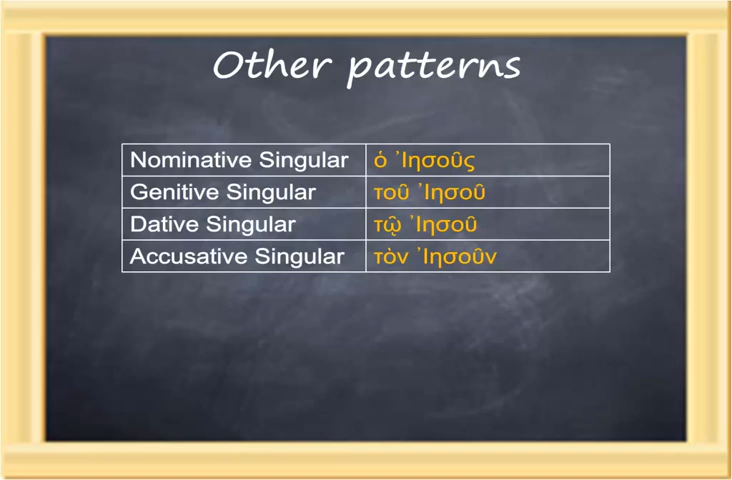 Other patterns
Nominative Singular ὁ Ἰησοῦς
Genitive Singular τοῦ Ἰησοῦ
Dative Singular τῷ Ἰησοῦ
Accusative Singular τὸν Ἰησοῦν